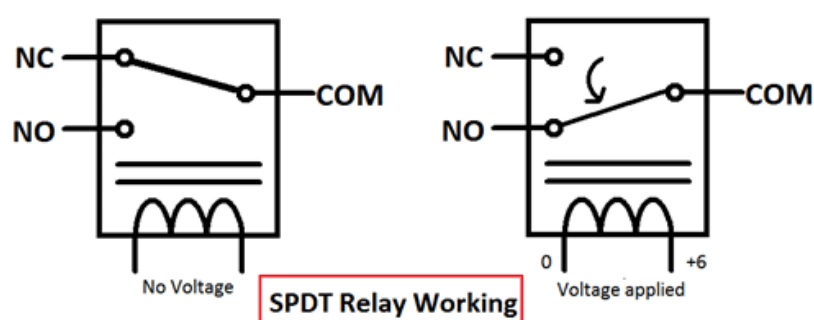 NC
COM
NO
No Voltage
NC
COM
NO
0
+6
Voltage applied
SPDT Relay Working